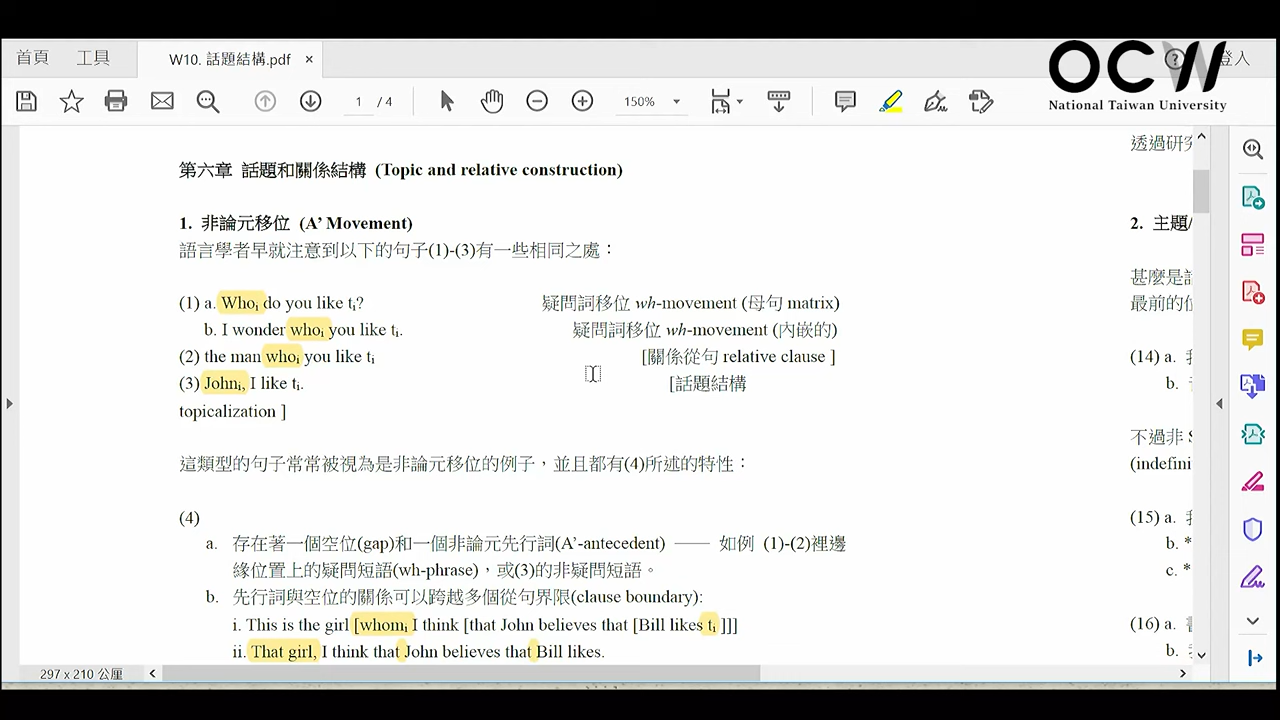 首頁 工具 W10. 話題結構.pdf × ? 登入
OCW
National Taiwan University
1 / 4 150%
第六章 話題和關係結構 (Topic and relative construction)
1. 非論元移位 (A’ Movement)
語言學者早就注意到以下的句子(1)-(3)有一些相同之處：
(1) a. Whoᵢ do you like tᵢ? 疑問詞移位 wh-movement (母句 matrix)
b. I wonder whoᵢ you like tᵢ. 疑問詞移位 wh-movement (內嵌的)
(2) the man whoᵢ you like tᵢ [關係從句 relative clause ]
(3) Johnᵢ, I like tᵢ. [話題結構
topicalization ]
這類型的句子常常被視為是非論元移位的例子，並且都有(4)所述的特性：
(4)
a. 存在著一個空位(gap)和一個非論元先行詞(A’-antecedent) —— 如例 (1)-(2)裡邊
緣位置上的疑問短語(wh-phrase)，或(3)的非疑問短語。
b. 先行詞與空位的關係可以跨越多個從句界限(clause boundary):
i. This is the girl [whomᵢ I think [that John believes that [Bill likes tᵢ ]]]
ii. That girl, I think that John believes that Bill likes.
透過研
2. 主題/
甚麼是
最前的
(14) a.
b.
不過非 S
(indefini
(15) a.
b. *
c. *
(16) a.
b.
297 x 210 公厘